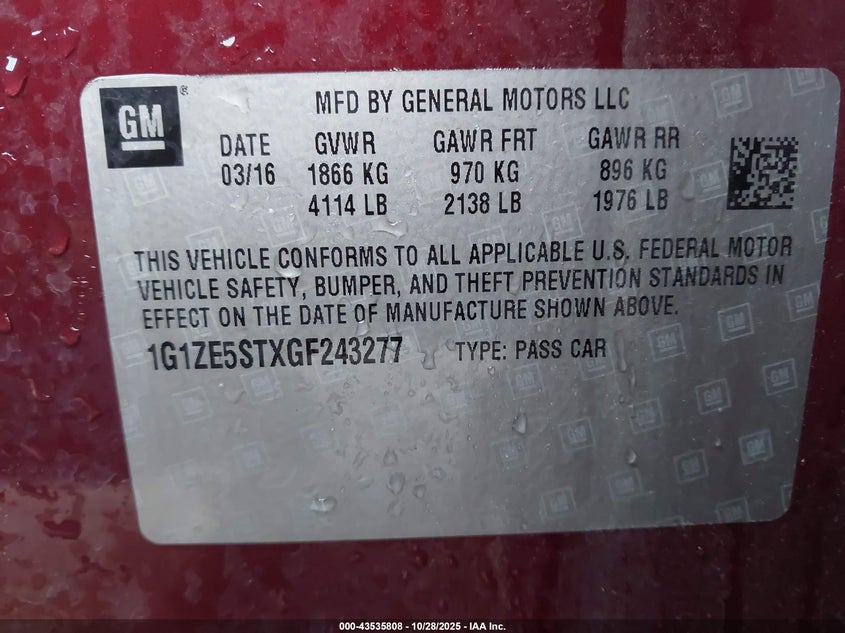 GM
MFD BY GENERAL MOTORS LLC
DATE GVWR GAWR FRT GAWR RR
03/16 1866 KG 970 KG 896 KG
4114 LB 2138 LB 1976 LB
THIS VEHICLE CONFORMS TO ALL APPLICABLE U.S. FEDERAL MOTOR
VEHICLE SAFETY, BUMPER, AND THEFT PREVENTION STANDARDS IN
EFFECT ON THE DATE OF MANUFACTURE SHOWN ABOVE.
1G1ZE5STXGF243277 TYPE: PASS CAR
000-43535808 - 10/28/2025 - IAA Inc.